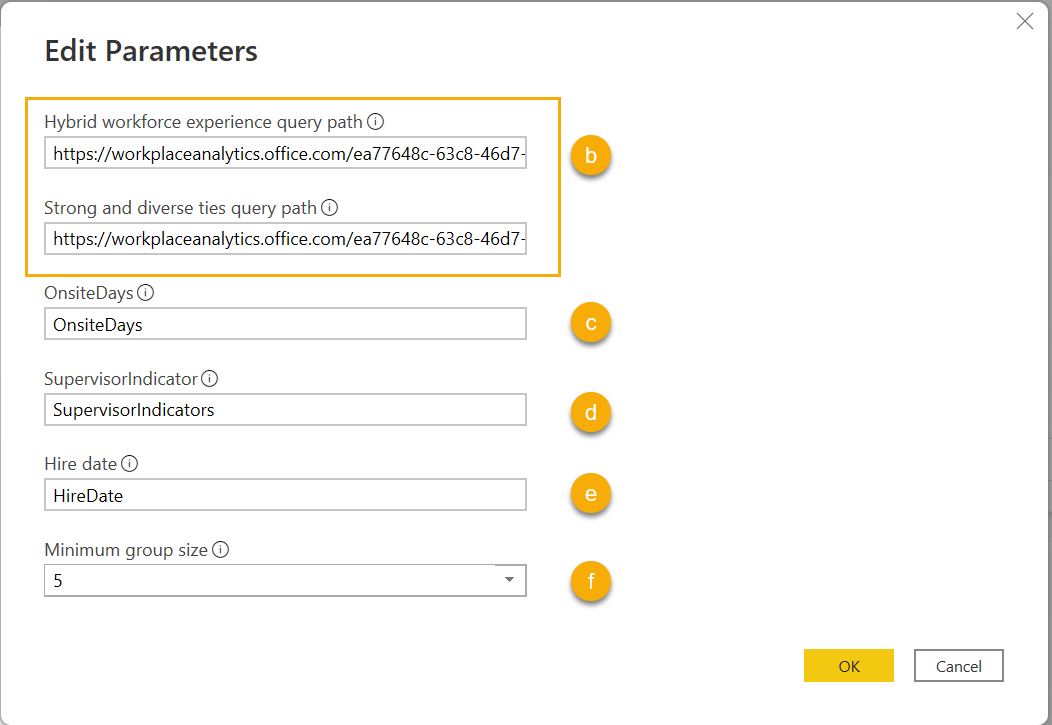 Edit Parameters
Hybrid workforce experience query path
https://workplaceanalytics.office.com/ea77648c-63c8-46d7-
b
Strong and diverse ties query path
https://workplaceanalytics.office.com/ea77648c-63c8-46d7-
OnsiteDays
OnsiteDays
c
SupervisorIndicator
SupervisorIndicators
d
Hire date
HireDate
e
Minimum group size
5
f
OK
Cancel